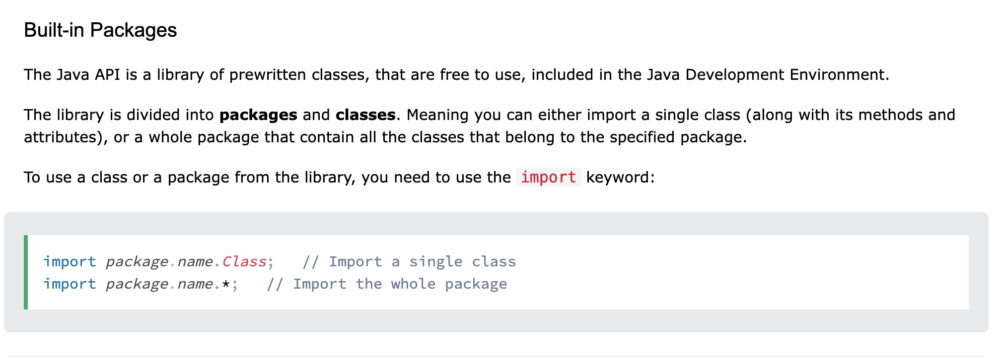 Built-in Packages
The Java API is a library of prewritten classes, that are free to use, included in the Java Development Environment.
The library is divided into packages and classes. Meaning you can either import a single class (along with its methods and
attributes), or a whole package that contain all the classes that belong to the specified package.
To use a class or a package from the library, you need to use the import keyword:
import package.name.Class;   // Import a single class
import package.name.*;   // Import the whole package